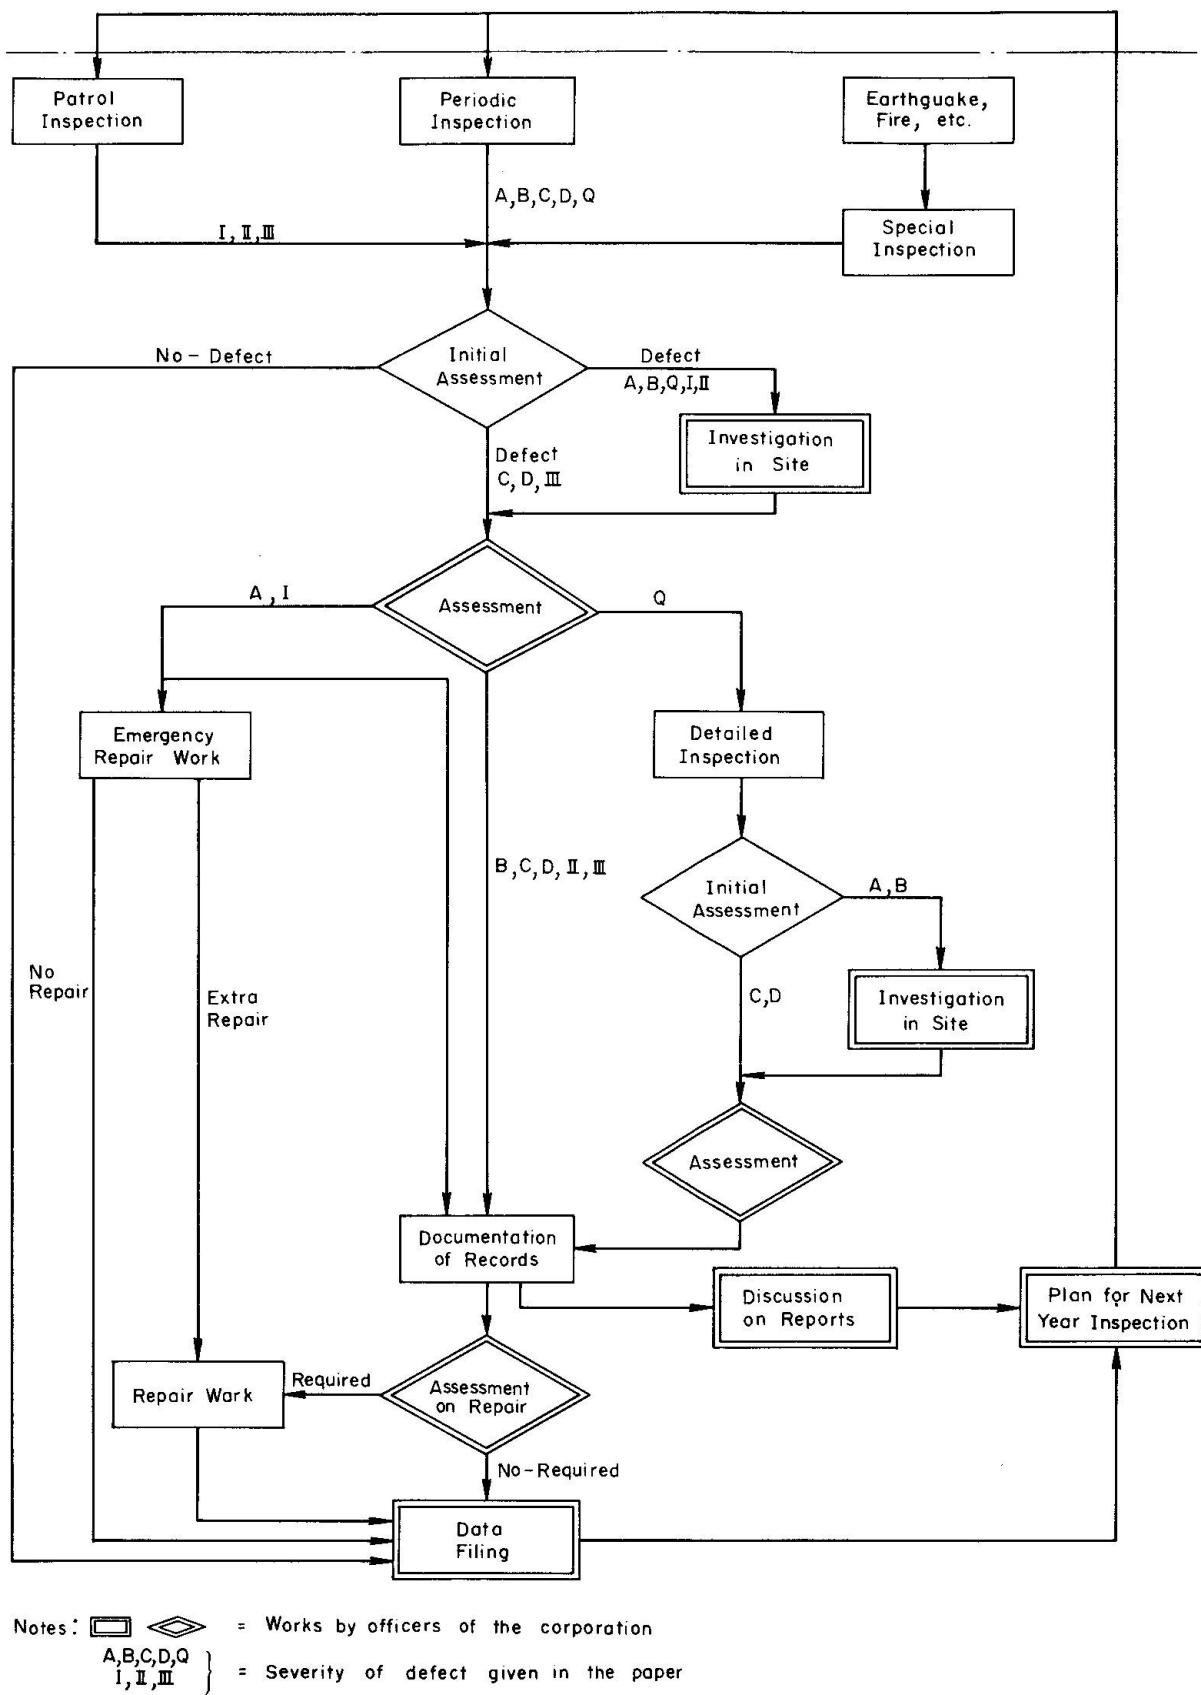 Patrol
Inspection
Periodic
Inspection
Earthguake,
Fire, etc.
A,B,C,D,Q
I,II,III
Special
Inspection
No-Defect
Initial
Assessment
Defect
A,B,Q,I,II
Investigation
in Site
Defect
C,D,III
A,I
Assessment
Q
Emergency
Repair Work
Detailed
Inspection
B,C,D,II,III
Initial
Assessment
A,B
No
Repair
Extra
Repair
C,D
Investigation
in Site
Assessment
Documentation
of Records
Discussion
on Reports
Plan for Next
Year Inspection
Repair Wark
Required
Assessment
on Repair
No-Required
Data
Filing
Notes: = Works by officers of the corporation
A,B,C,D,Q
I,II,III } = Severity of defect given in the paper